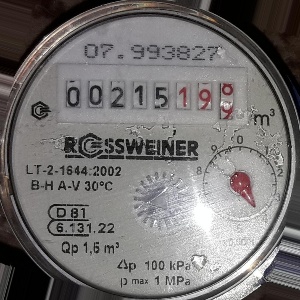 07.993827
00215199
m³
ROSSWEINER
LT-2-1644:2002
B-H A-V 30°C
D 81
6.131.22
Qp 1,5 m³
Δp 100 kPa
p max 1 MPa